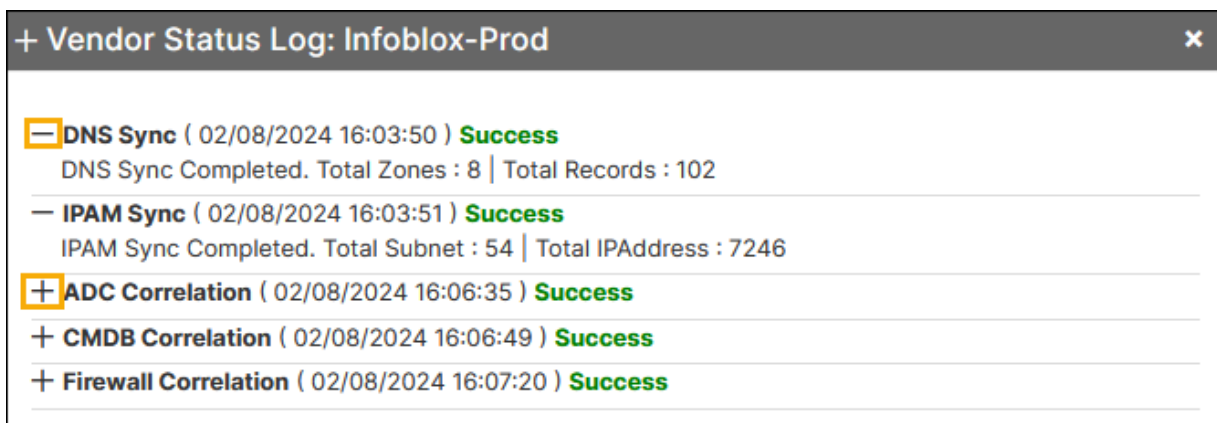 + Vendor Status Log: Infoblox-Prod ×
— DNS Sync ( 02/08/2024 16:03:50 ) Success
DNS Sync Completed. Total Zones : 8 | Total Records : 102
— IPAM Sync ( 02/08/2024 16:03:51 ) Success
IPAM Sync Completed. Total Subnet : 54 | Total IPAddress : 7246
+ ADC Correlation ( 02/08/2024 16:06:35 ) Success
+ CMDB Correlation ( 02/08/2024 16:06:49 ) Success
+ Firewall Correlation ( 02/08/2024 16:07:20 ) Success